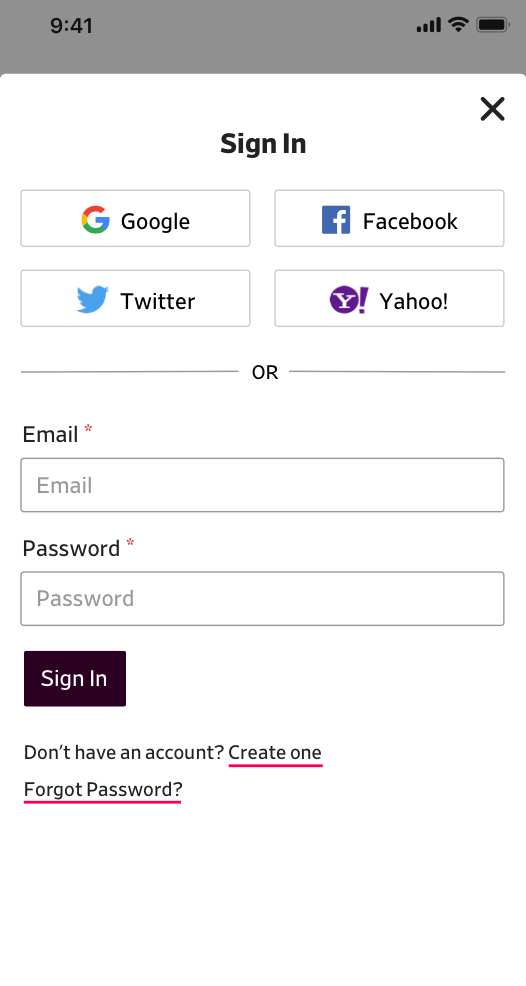 9:41
Sign In
Google
Facebook
Twitter
Yahoo!
OR
Email *
Email
Password *
Password
Sign In
Don’t have an account? Create one
Forgot Password?